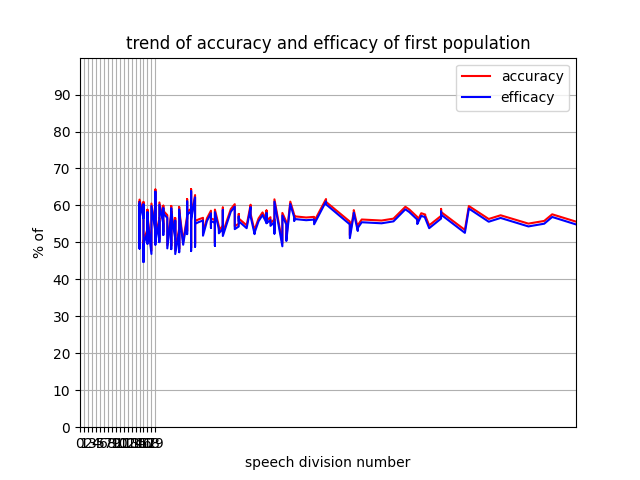 trend of accuracy and efficacy of first population
accuracy
efficacy
90
80
70
60
50
40
30
20
10
0
% of
speech division number